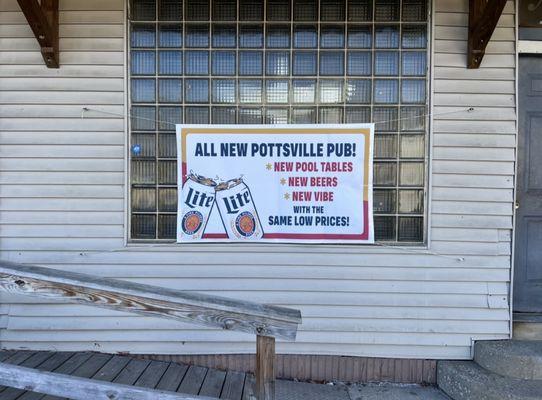 ALL NEW POTTSVILLE PUB!
* NEW POOL TABLES
* NEW BEERS
* NEW VIBE
WITH THE
SAME LOW PRICES!
Lite
Lite